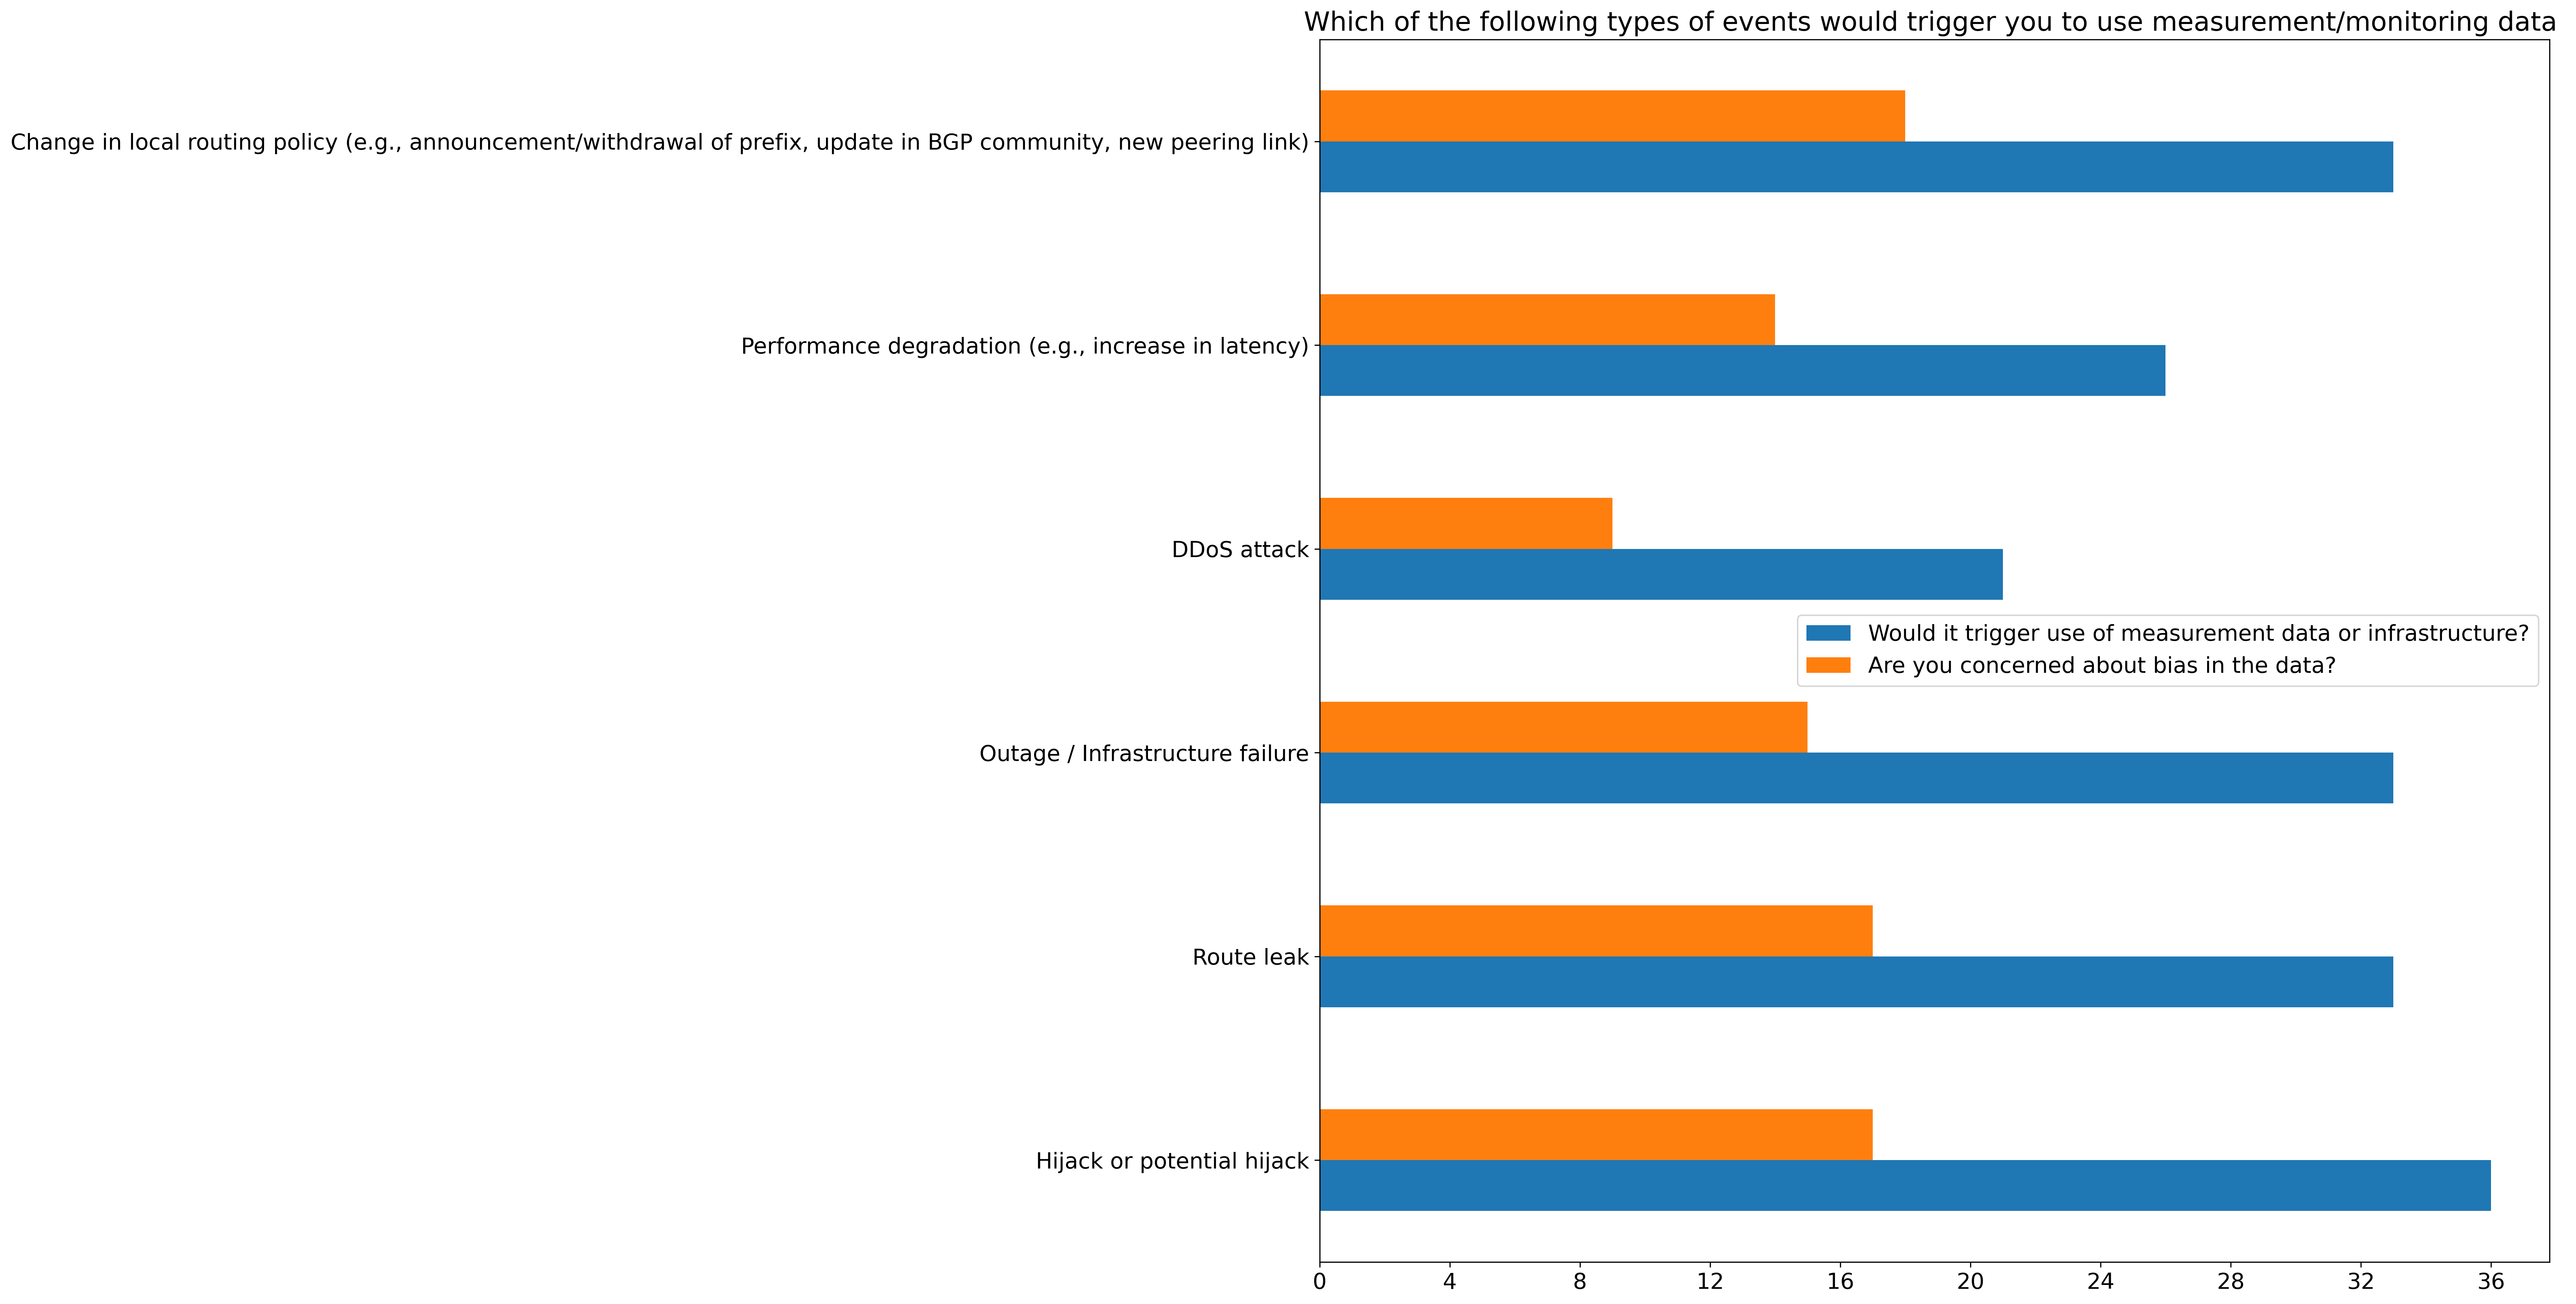 Which of the following types of events would trigger you to use measurement/monitoring data
Change in local routing policy (e.g., announcement/withdrawal of prefix, update in BGP community, new peering link)
Performance degradation (e.g., increase in latency)
DDoS attack
Would it trigger use of measurement data or infrastructure?
Are you concerned about bias in the data?
Outage / Infrastructure failure
Route leak
Hijack or potential hijack
0 4 8 12 16 20 24 28 32 36